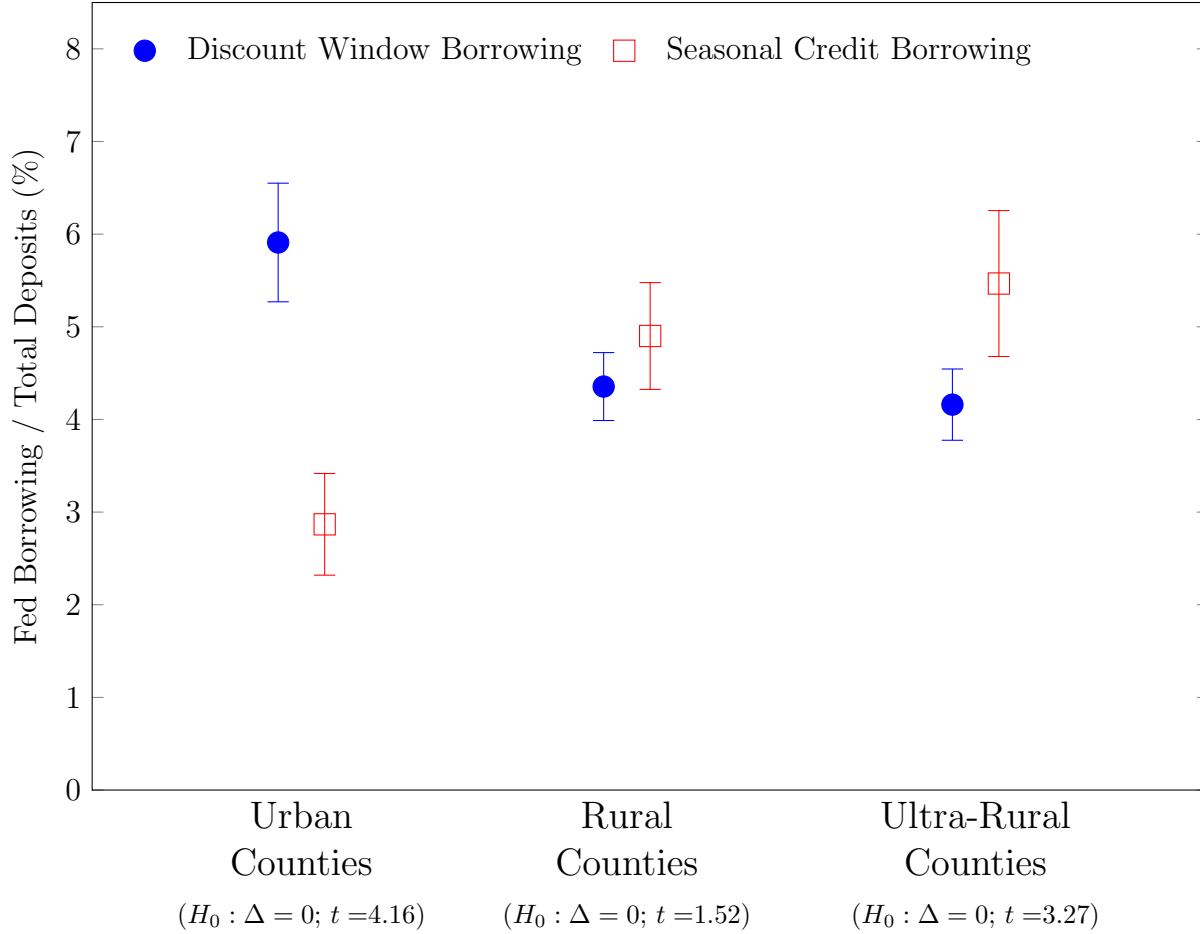 Discount Window Borrowing
Seasonal Credit Borrowing
Fed Borrowing / Total Deposits (%)
8
7
6
5
4
3
2
1
0
Urban
Counties
(H₀ : Δ = 0; t =4.16)
Rural
Counties
(H₀ : Δ = 0; t =1.52)
Ultra-Rural
Counties
(H₀ : Δ = 0; t =3.27)